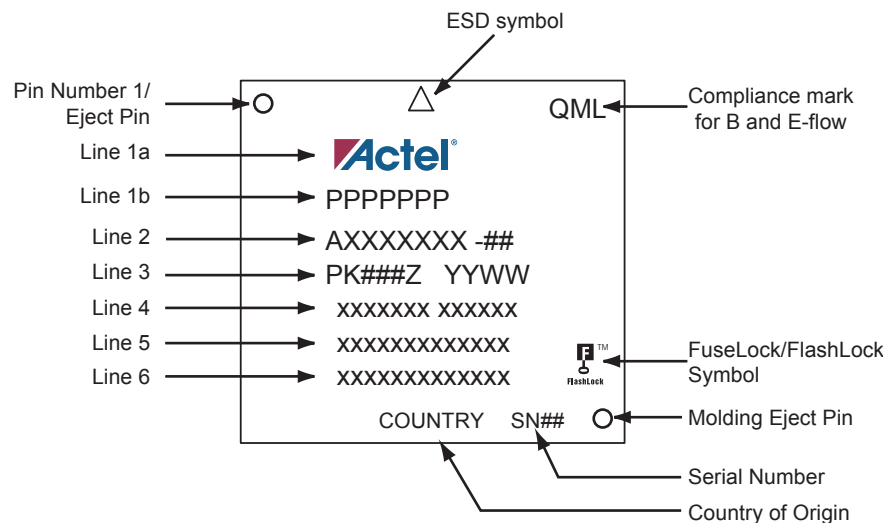 ESD symbol
Pin Number 1/
Eject Pin
QML
Compliance mark
for B and E-flow
Line 1a
Actel®
Line 1b
PPPPPPP
Line 2
AXXXXXXX -##
Line 3
PK###Z YYWW
Line 4
xxxxxxx xxxxxx
Line 5
xxxxxxxxxxxxx
F TM
FlashLock
FuseLock/FlashLock
Symbol
Line 6
xxxxxxxxxxxxx
COUNTRY SN##
Molding Eject Pin
Serial Number
Country of Origin